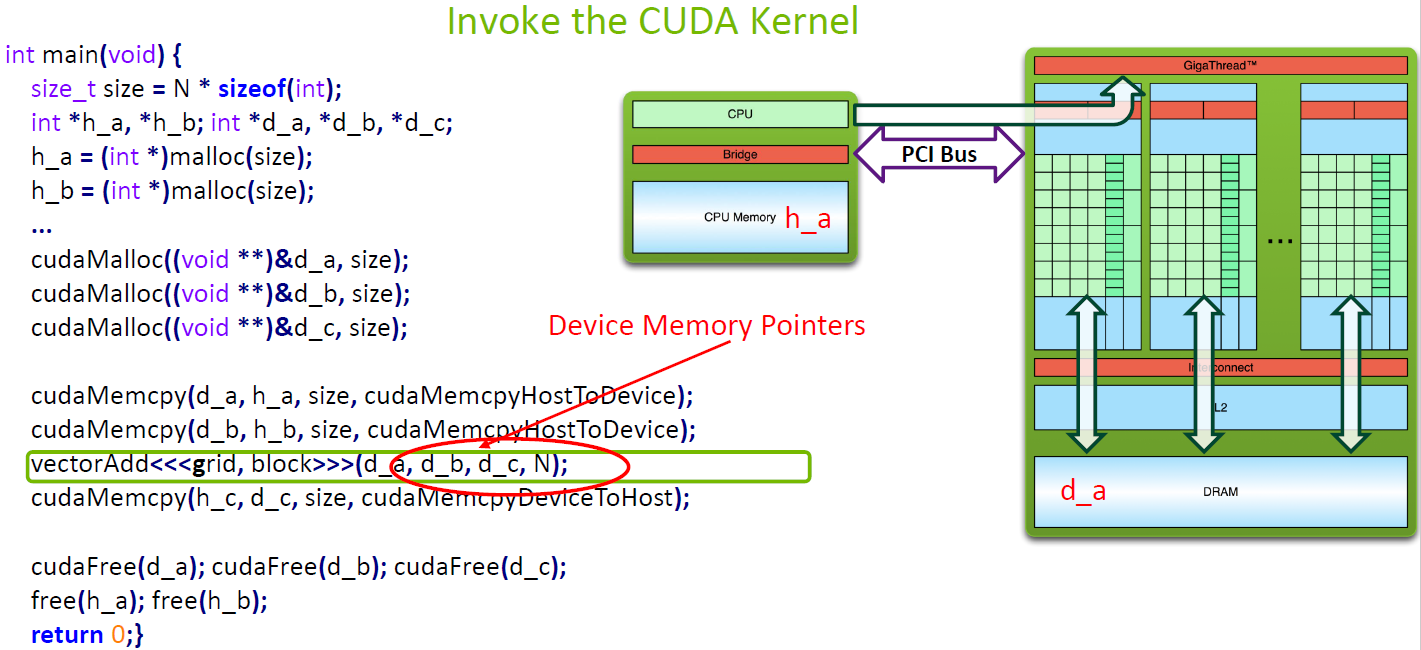 Invoke the CUDA Kernel
int main(void) {
size_t size = N * sizeof(int);
int *h_a, *h_b; int *d_a, *d_b, *d_c;
h_a = (int *)malloc(size);
h_b = (int *)malloc(size);
...
cudaMalloc((void **)&d_a, size);
cudaMalloc((void **)&d_b, size);
cudaMalloc((void **)&d_c, size);
cudaMemcpy(d_a, h_a, size, cudaMemcpyHostToDevice);
cudaMemcpy(d_b, h_b, size, cudaMemcpyHostToDevice);
vectorAdd<<<grid, block>>>(d_a, d_b, d_c, N);
cudaMemcpy(h_c, d_c, size, cudaMemcpyDeviceToHost);
cudaFree(d_a); cudaFree(d_b); cudaFree(d_c);
free(h_a); free(h_b);
return 0;}
Device Memory Pointers
CPU
Bridge
CPU Memory h_a
PCI Bus
GigaThread™
...
Interconnect
L2
d_a DRAM